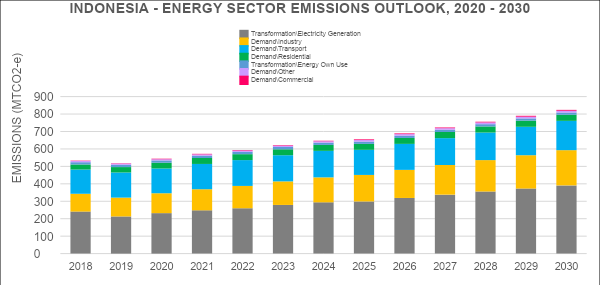 INDONESIA - ENERGY SECTOR EMISSIONS OUTLOOK, 2020 - 2030
Transformation\Electricity Generation
Demand\Industry
Demand\Transport
Demand\Residential
Transformation\Energy Own Use
Demand\Other
Demand\Commercial
EMISSIONS (MTCO2-e)
900
800
700
600
500
400
300
200
100
0
2018 2019 2020 2021 2022 2023 2024 2025 2026 2027 2028 2029 2030